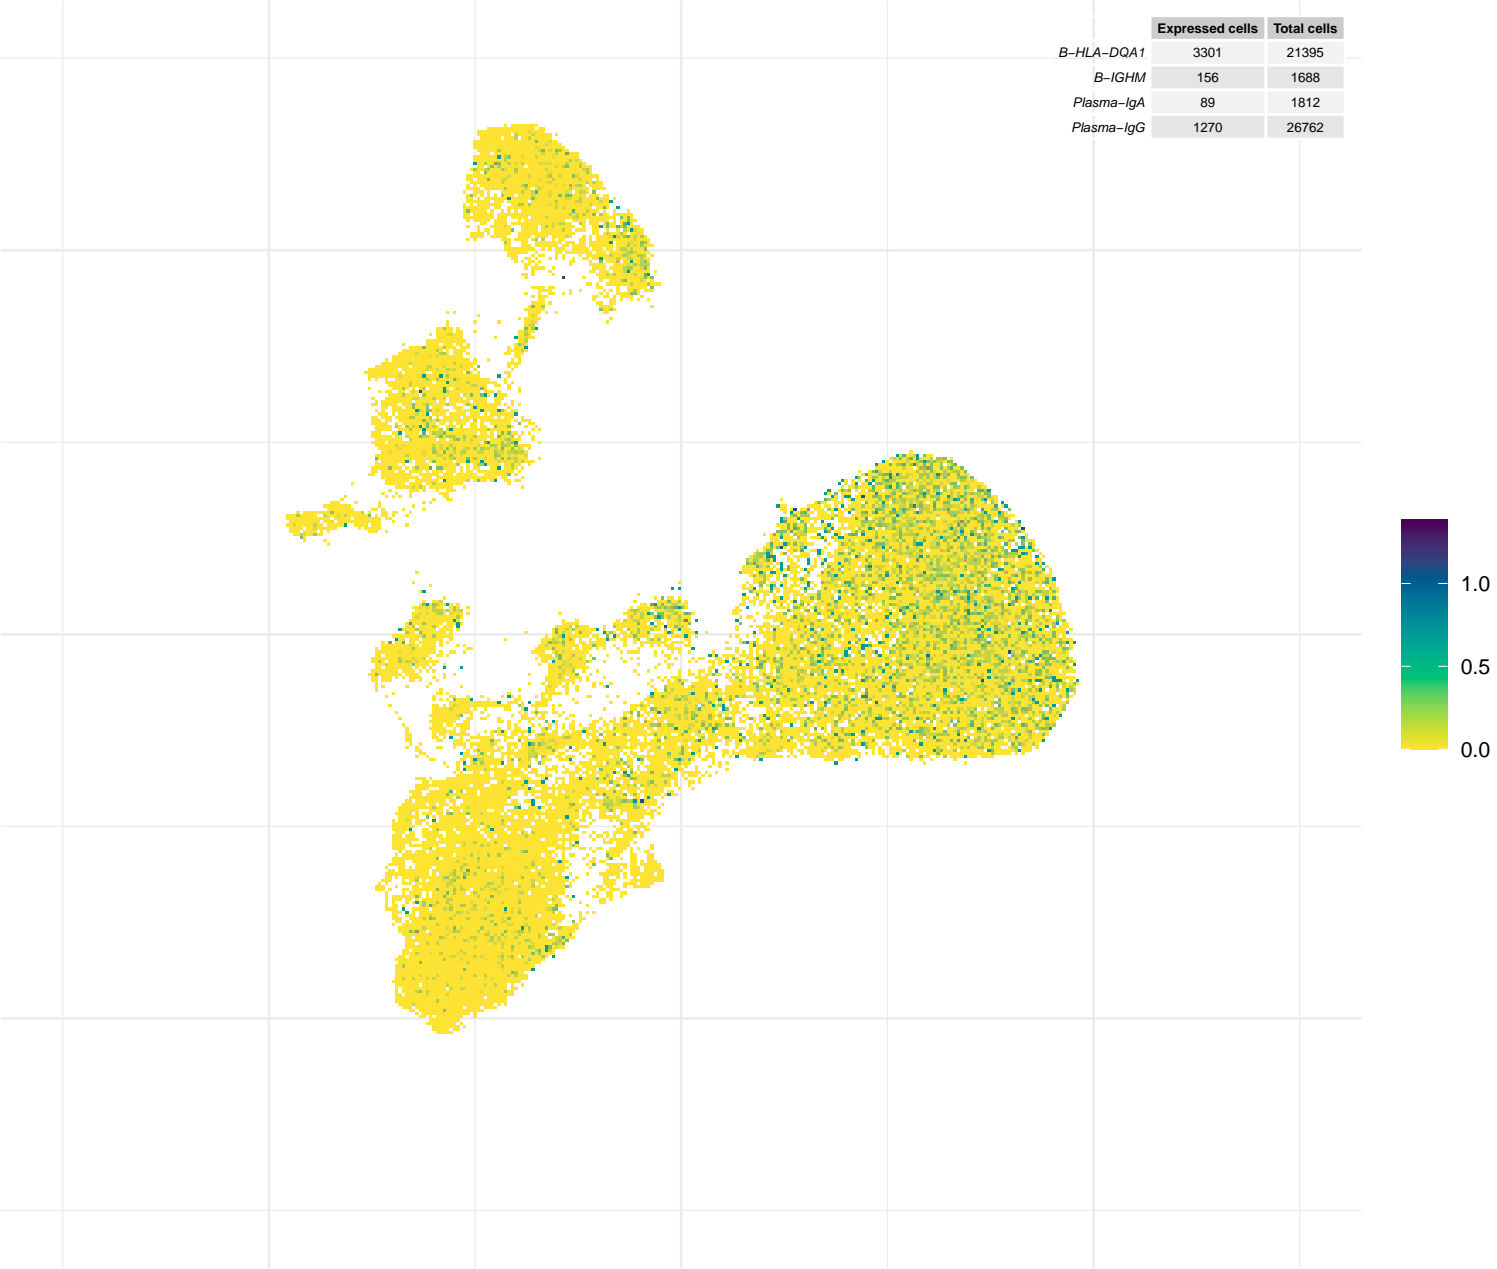 Expressed cells Total cells
B−HLA−DQA1 3301 21395
B−IGHM 156 1688
Plasma−IgA 89 1812
Plasma−IgG 1270 26762
1.0
0.5
0.0